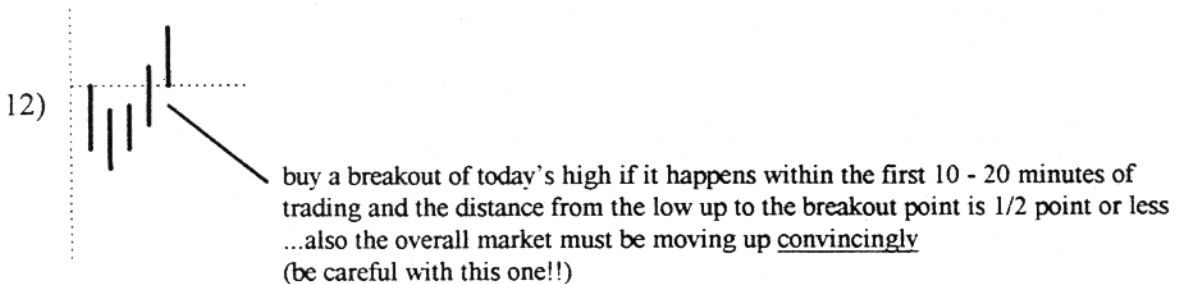 12)
buy a breakout of today's high if it happens within the first 10 - 20 minutes of
trading and the distance from the low up to the breakout point is 1/2 point or less
...also the overall market must be moving up convincingly
(be careful with this one!!)